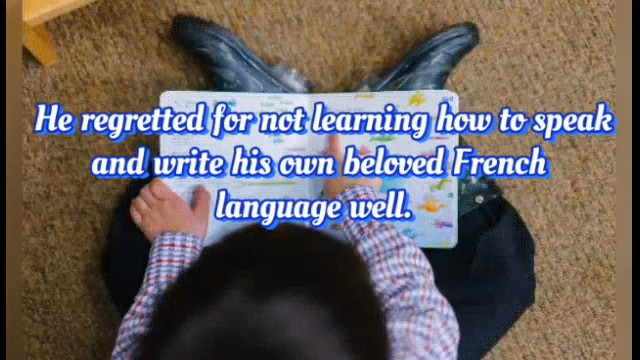 He regretted for not learning how to speak
and write his own beloved French
language well.